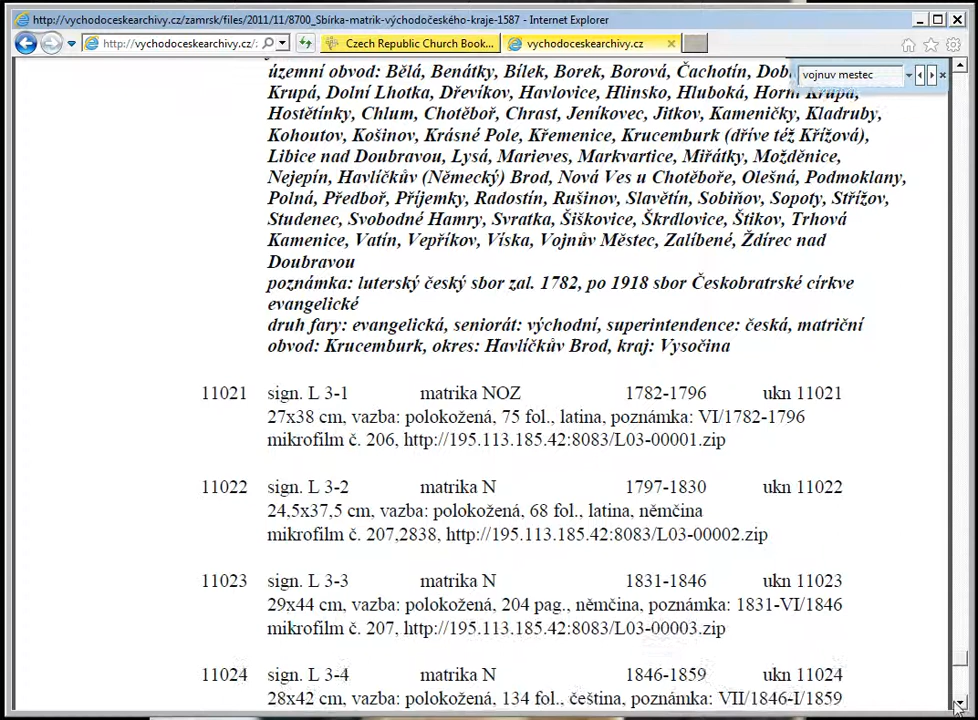 http://vychodoceskearchivy.cz/zamrsk/files/2011/11/8700_Sbírka-matrik-východočeského-kraje-1587 - Internet Explorer
http://vychodoceskearchivy.cz/
Czech Republic Church Book...
vychodoceskearchivy.cz
vojnuv mestec
územní obvod: Bělá, Benátky, Bílek, Borek, Borová, Čachotín,
Krupá, Dolní Lhotka, Dřevíkov, Havlovice, Hlinsko, Hluboká, Horní Krupá,
Hostětínky, Chlum, Chotěboř, Chrast, Jeníkovec, Jitkov, Kameničky, Kladruby,
Kohoutov, Košinov, Krásné Pole, Křemenice, Krucemburk (dříve též Křížová),
Libice nad Doubravou, Lysá, Marieves, Markvartice, Miřátky, Možděnice,
Nejepín, Havlíčkův (Německý) Brod, Nová Ves u Chotěboře, Olešná, Podmoklany,
Polná, Předboř, Příjemky, Radostín, Rušinov, Slavětín, Sobiňov, Sopoty, Střížov,
Studenec, Svobodné Hamry, Svratka, Šiškovice, Škrdlovice, Štikov, Trhová
Kamenice, Vatín, Vepříkov, Víska, Vojnův Městec, Zalíbené, Ždírec nad
Doubravou
poznámka: luterský český sbor zal. 1782, po 1918 sbor Českobratrské církve
evangelické
druh fary: evangelická, seniorát: východní, superintendence: česká, matriční
obvod: Krucemburk, okres: Havlíčkův Brod, kraj: Vysočina
11021 sign. L 3-1 matrika NOZ 1782-1796 ukn 11021
27x38 cm, vazba: polokožená, 75 fol., latina, poznámka: VI/1782-1796
mikrofilm č. 206, http://195.113.185.42:8083/L03-00001.zip
11022 sign. L 3-2 matrika N 1797-1830 ukn 11022
24,5x37,5 cm, vazba: polokožená, 68 fol., latina, němčina
mikrofilm č. 207,2838, http://195.113.185.42:8083/L03-00002.zip
11023 sign. L 3-3 matrika N 1831-1846 ukn 11023
29x44 cm, vazba: polokožená, 204 pag., němčina, poznámka: 1831-VI/1846
mikrofilm č. 207, http://195.113.185.42:8083/L03-00003.zip
11024 sign. L 3-4 matrika N 1846-1859 ukn 11024
28x42 cm, vazba: polokožená, 134 fol., čeština, poznámka: VII/1846-I/1859